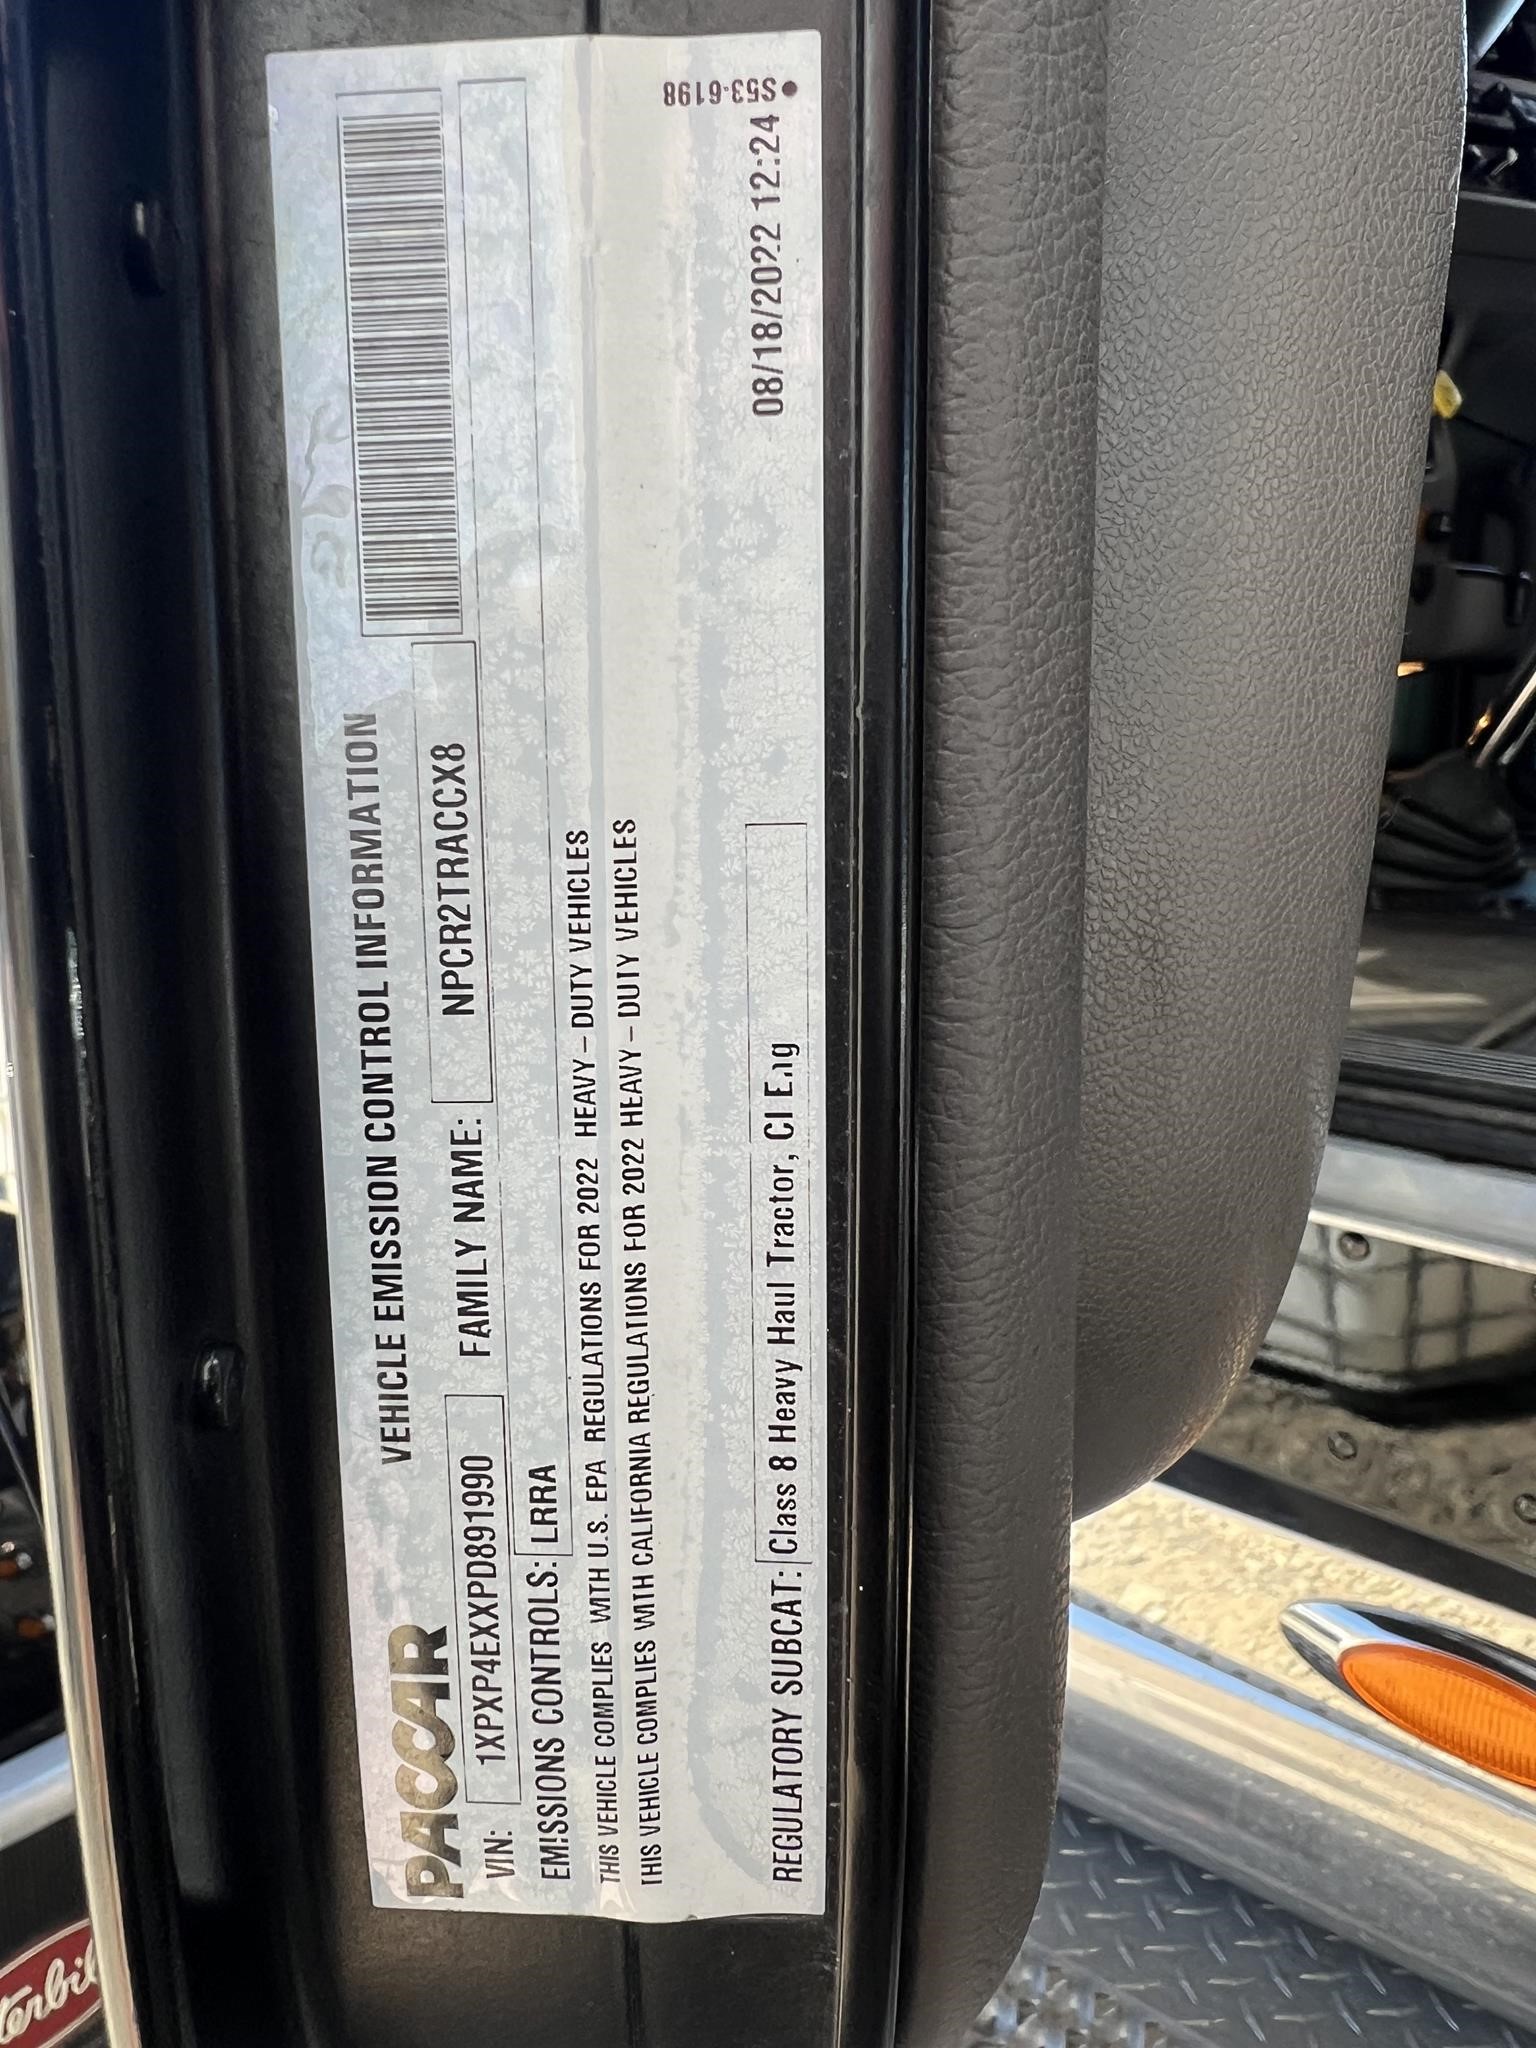 VEHICLE EMISSION CONTROL INFORMATION
PACCAR
VIN: 1XPXP4EXXPD891990 FAMILY NAME: NPCR2TRACCX8
EMISSIONS CONTROLS: LRRA
THIS VEHICLE COMPLIES WITH U.S. EPA REGULATIONS FOR 2022 HEAVY – DUTY VEHICLES
THIS VEHICLE COMPLIES WITH CALIFORNIA REGULATIONS FOR 2022 HEAVY – DUTY VEHICLES
REGULATORY SUBCAT: Class 8 Heavy Haul Tractor, CI Eng
08/18/2022 12:24
S53-6198